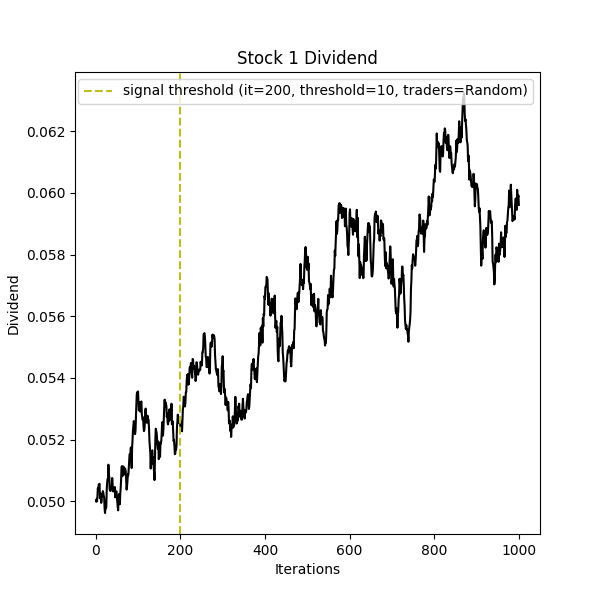 Stock 1 Dividend
signal threshold (it=200, threshold=10, traders=Random)
Dividend
0.062
0.060
0.058
0.056
0.054
0.052
0.050
0 200 400 600 800 1000
Iterations